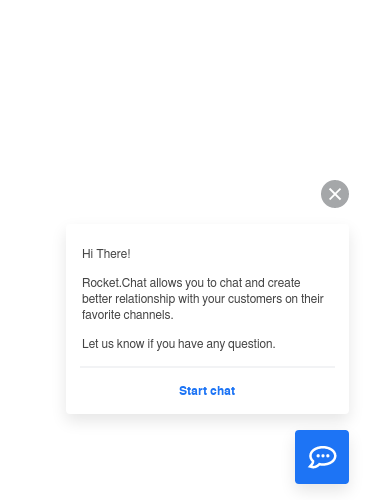 Hi There!
Rocket.Chat allows you to chat and create
better relationship with your customers on their
favorite channels.
Let us know if you have any question.
Start chat